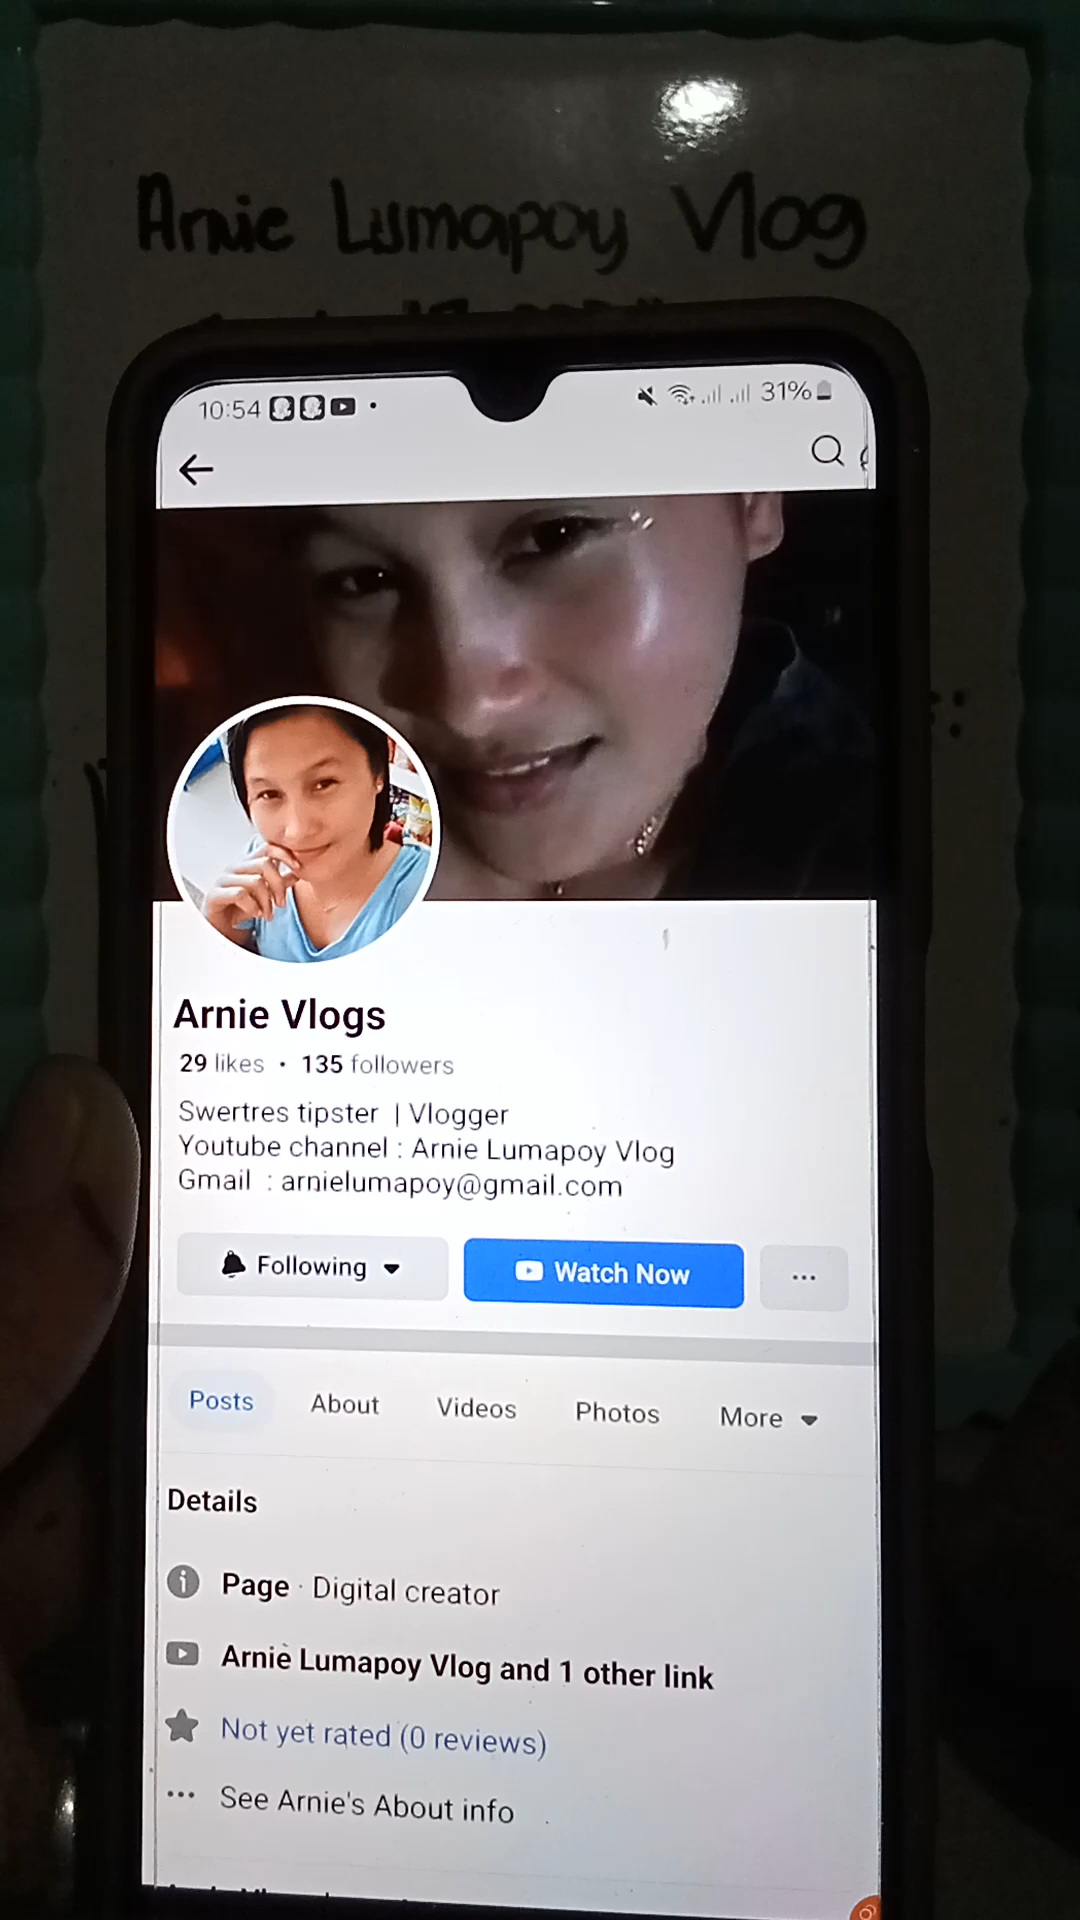 Arnie Lumapoy Vlog
10:54
31%
Arnie Vlogs
29 likes · 135 followers
Swertres tipster | Vlogger
Youtube channel : Arnie Lumapoy Vlog
Gmail : arnielumapoy@gmail.com
Following
Watch Now
Posts About Videos Photos More
Details
Page · Digital creator
Arnie Lumapoy Vlog and 1 other link
Not yet rated (0 reviews)
See Arnie's About info